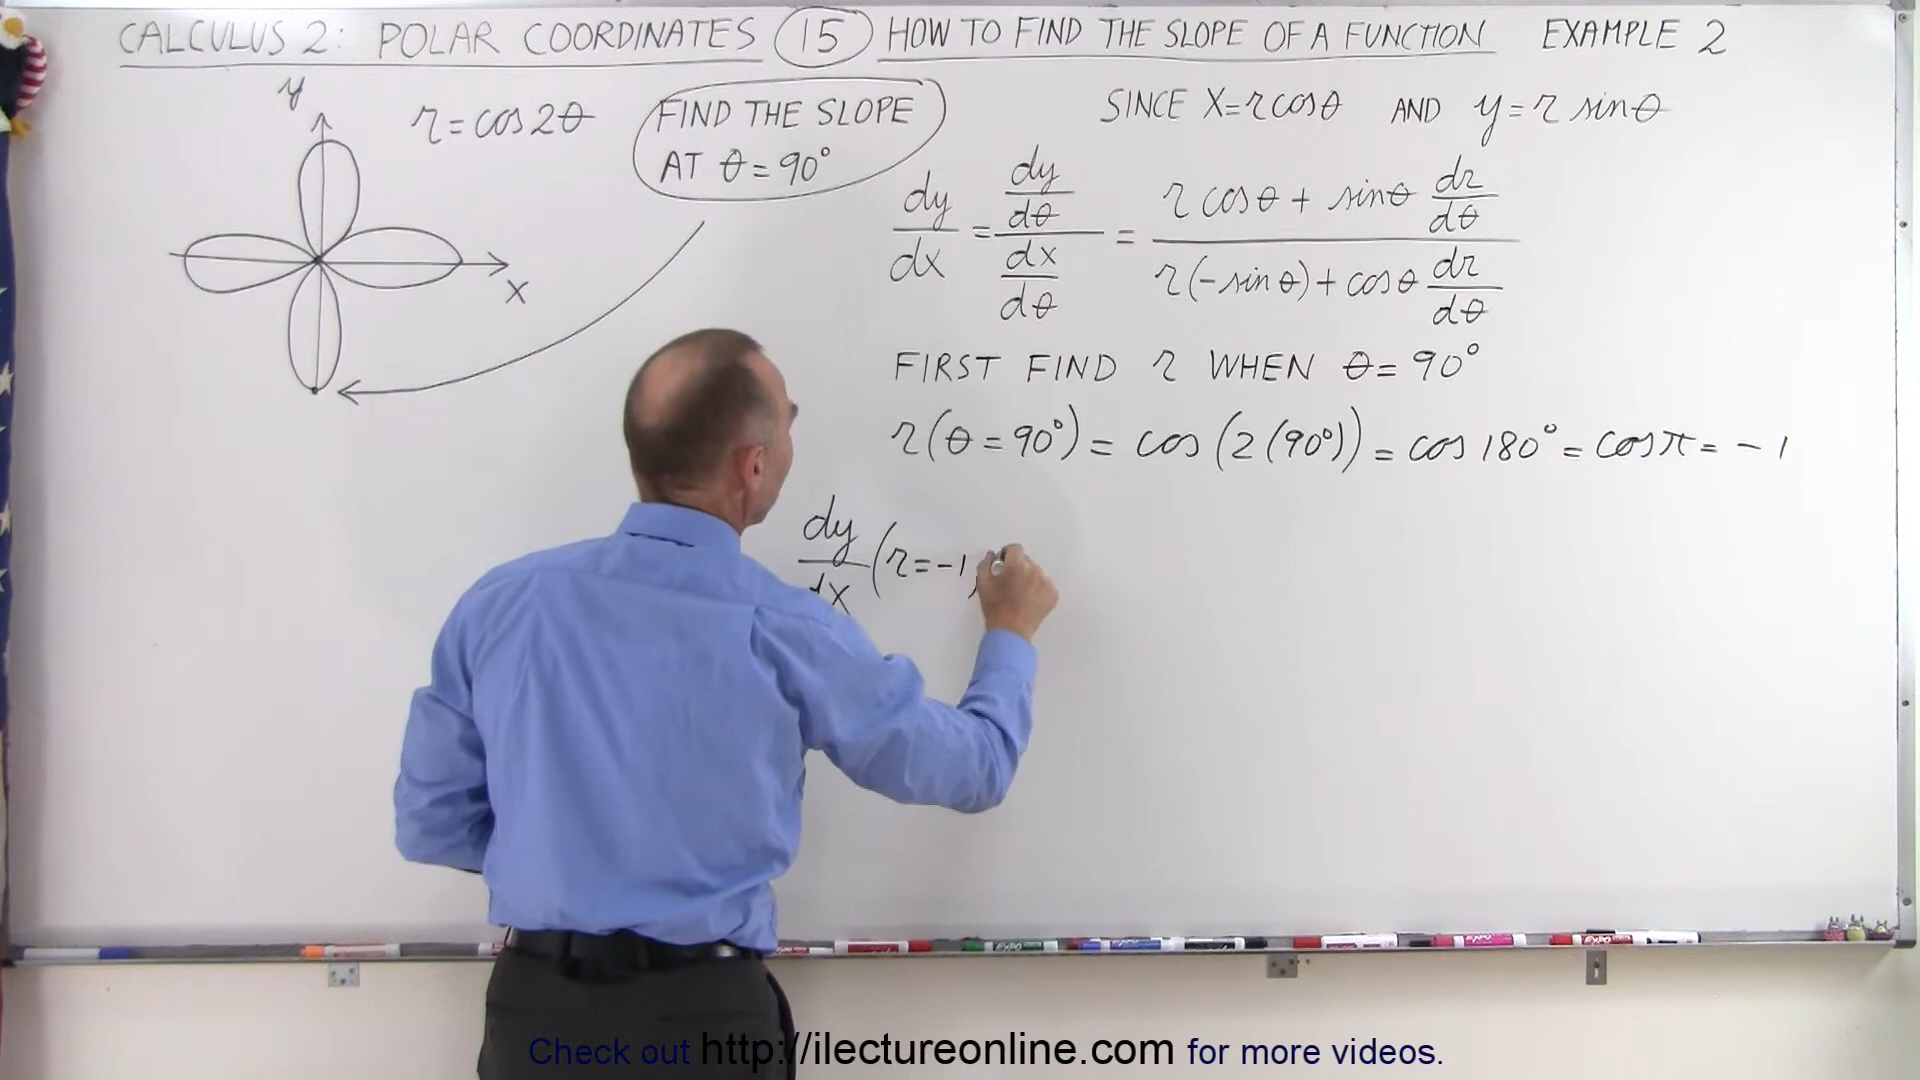 CALCULUS 2: POLAR COORDINATES 15 HOW TO FIND THE SLOPE OF A FUNCTION EXAMPLE 2
y
x
r = cos 2θ
FIND THE SLOPE
AT θ = 90°
SINCE X = r cos θ AND y = r sin θ
dy/dx = (dy/dθ)/(dx/dθ) = (r cos θ + sin θ dr/dθ)/(r(-sin θ) + cos θ dr/dθ)
FIRST FIND r WHEN θ = 90°
r(θ = 90°) = cos(2(90°)) = cos 180° = cos π = -1
dy/dx (r = -1,
Check out http://ilectureonline.com for more videos.